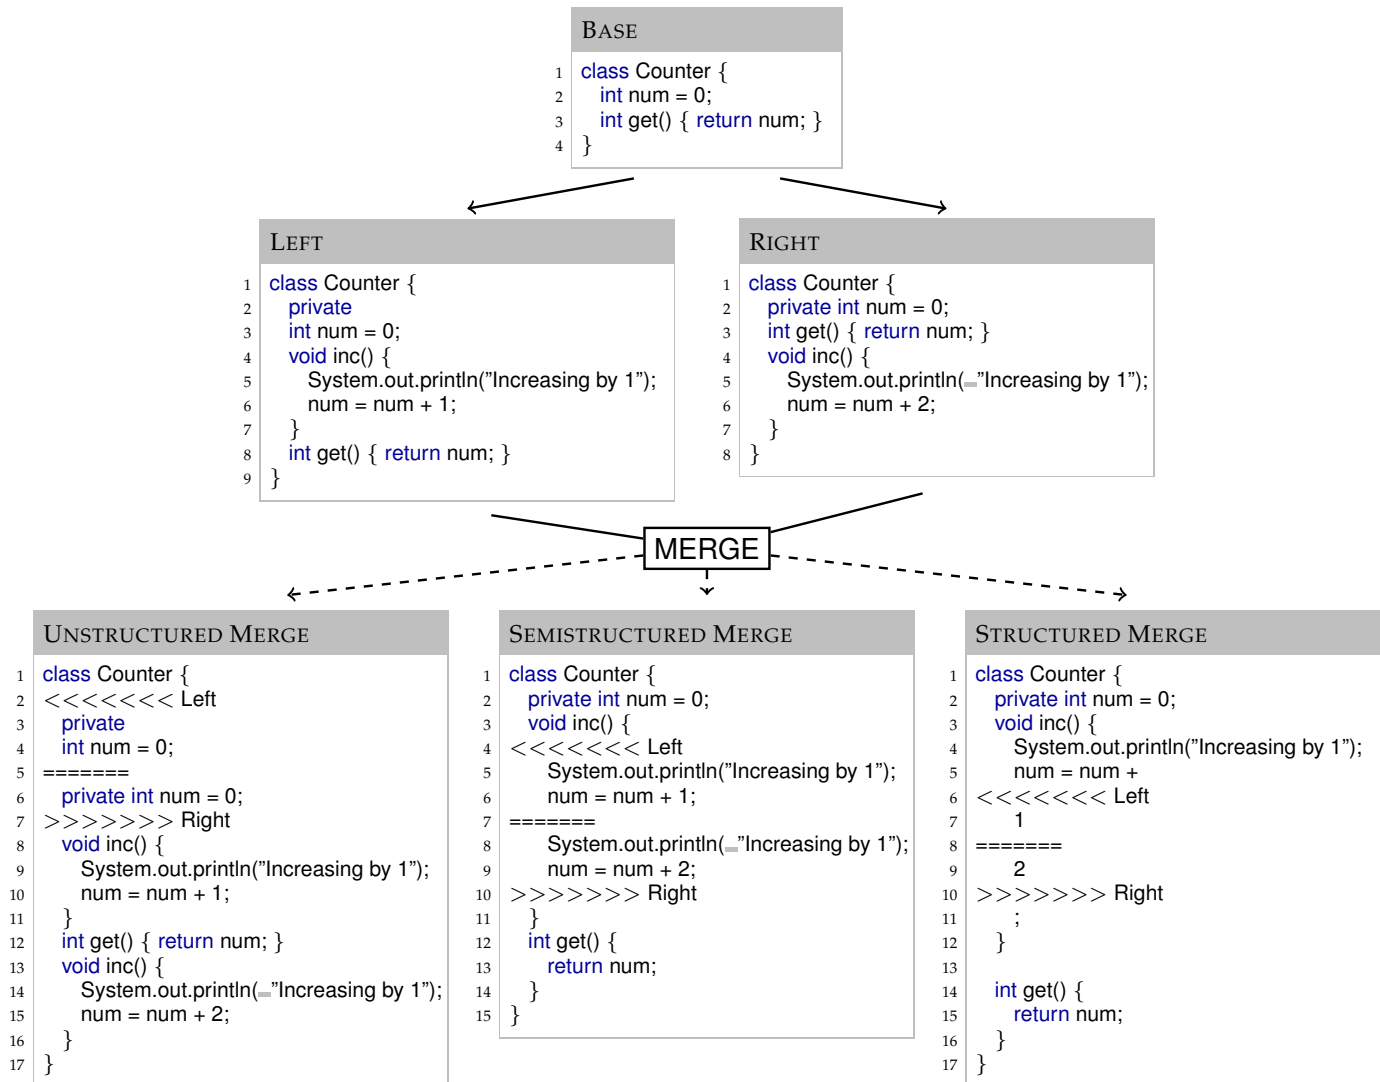 BASE
1 class Counter {
2 int num = 0;
3 int get() { return num; }
4 }
LEFT
1 class Counter {
2 private
3 int num = 0;
4 void inc() {
5 System.out.println("Increasing by 1");
6 num = num + 1;
7 }
8 int get() { return num; }
9 }
RIGHT
1 class Counter {
2 private int num = 0;
3 int get() { return num; }
4 void inc() {
5 System.out.println(_"Increasing by 1");
6 num = num + 2;
7 }
8 }
MERGE
UNSTRUCTURED MERGE
1 class Counter {
2 <<<<<<< Left
3 private
4 int num = 0;
5 =======
6 private int num = 0;
7 >>>>>>> Right
8 void inc() {
9 System.out.println("Increasing by 1");
10 num = num + 1;
11 }
12 int get() { return num; }
13 void inc() {
14 System.out.println(_"Increasing by 1");
15 num = num + 2;
16 }
17 }
SEMISTRUCTURED MERGE
1 class Counter {
2 private int num = 0;
3 void inc() {
4 <<<<<<< Left
5 System.out.println("Increasing by 1");
6 num = num + 1;
7 =======
8 System.out.println(_"Increasing by 1");
9 num = num + 2;
10 >>>>>>> Right
11 }
12 int get() {
13 return num;
14 }
15 }
STRUCTURED MERGE
1 class Counter {
2 private int num = 0;
3 void inc() {
4 System.out.println("Increasing by 1");
5 num = num +
6 <<<<<<< Left
7 1
8 =======
9 2
10 >>>>>>> Right
11 ;
12 }
13
14 int get() {
15 return num;
16 }
17 }